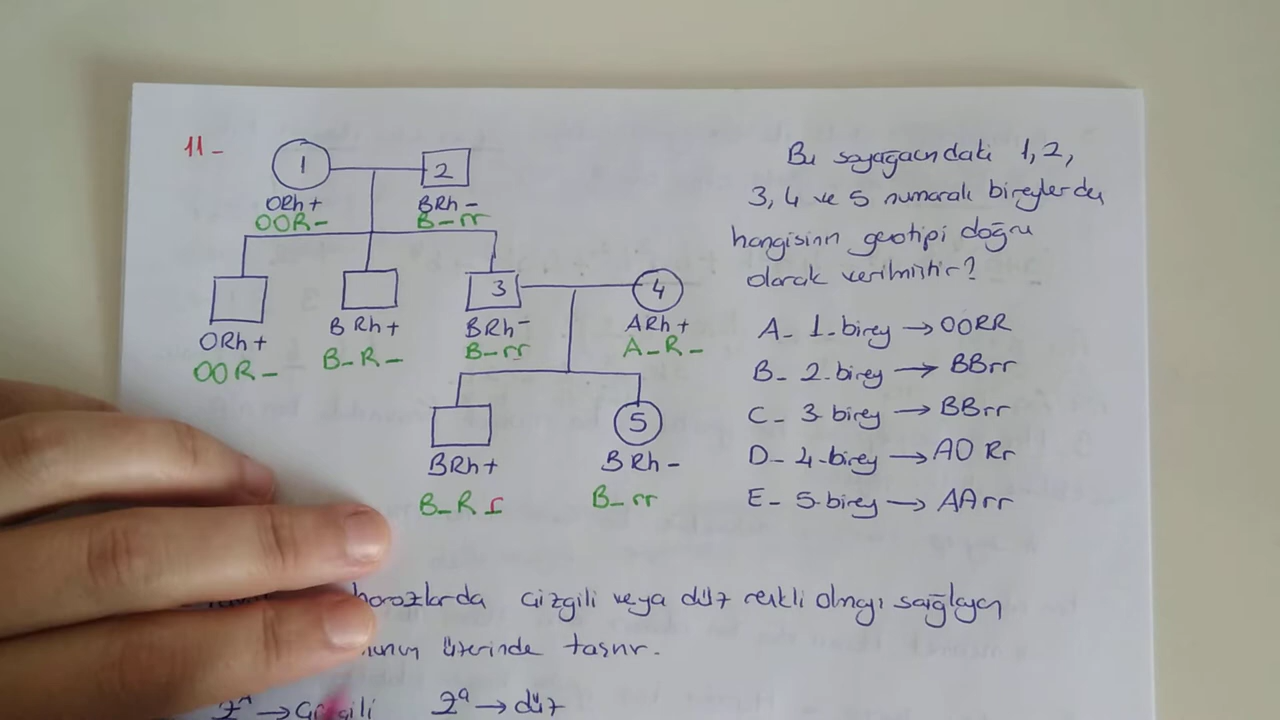 11-
1
2
ORh+
BRh-
OOR-
B-rr
3
4
ORh+
BRh+
BRh-
ARh+
OOR-
B-R-
B-rr
A-R-
5
BRh+
BRh-
B-Rr
B-rr
Bu soyağacındaki 1, 2,
3, 4 ve 5 numaralı bireylerden
hangisinin genotipi doğru
olarak verilmiştir?
A- 1-birey → OORR
B- 2-birey → BBrr
C- 3-birey → BBrr
D- 4-birey → AO Rr
E- 5-birey → AArr
horozlarda çizgili veya düz renkli olmayı sağlayan
üzerinde taşınır.
→ çizgili
→ düz